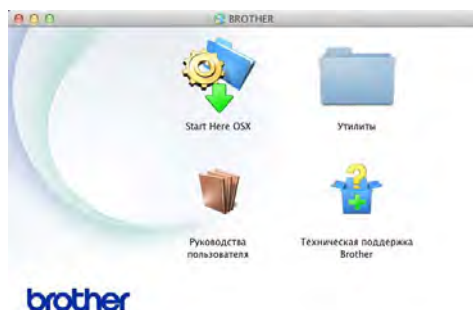 BROTHER
Start Here OSX
Утилиты
Руководства
пользователя
Техническая поддержка
Brother
brother